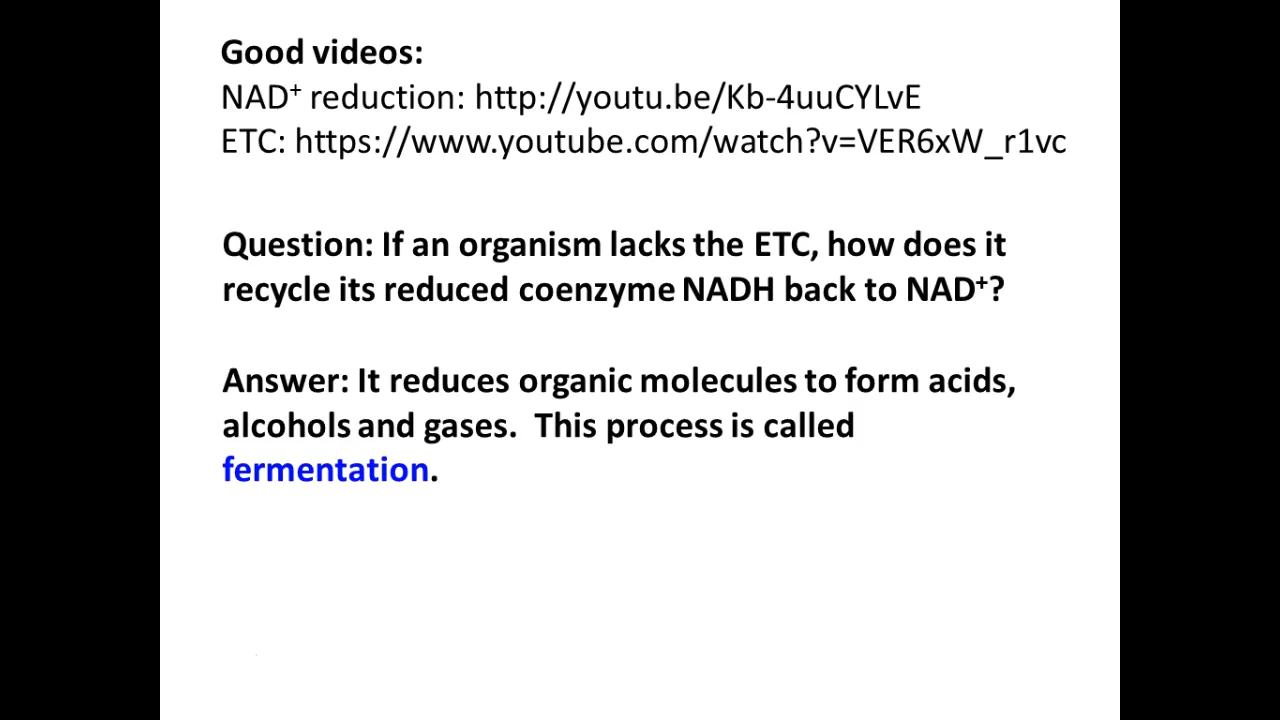 Good videos:
NAD⁺ reduction: http://youtu.be/Kb-4uuCYLvE
ETC: https://www.youtube.com/watch?v=VER6xW_r1vc
Question: If an organism lacks the ETC, how does it
recycle its reduced coenzyme NADH back to NAD⁺?
Answer: It reduces organic molecules to form acids,
alcohols and gases.  This process is called
fermentation.